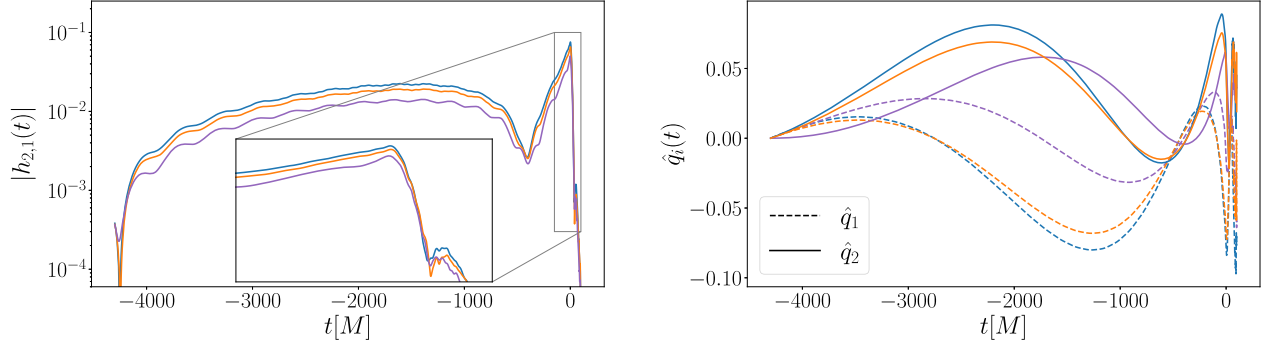 |h_{2,1}(t)|
10^{-1}
10^{-2}
10^{-3}
10^{-4}
−4000 −3000 −2000 −1000 0
t[M]
\hat{q}_i(t)
0.05
0.00
−0.05
−0.10
\hat{q}_1
\hat{q}_2
−4000 −3000 −2000 −1000 0
t[M]